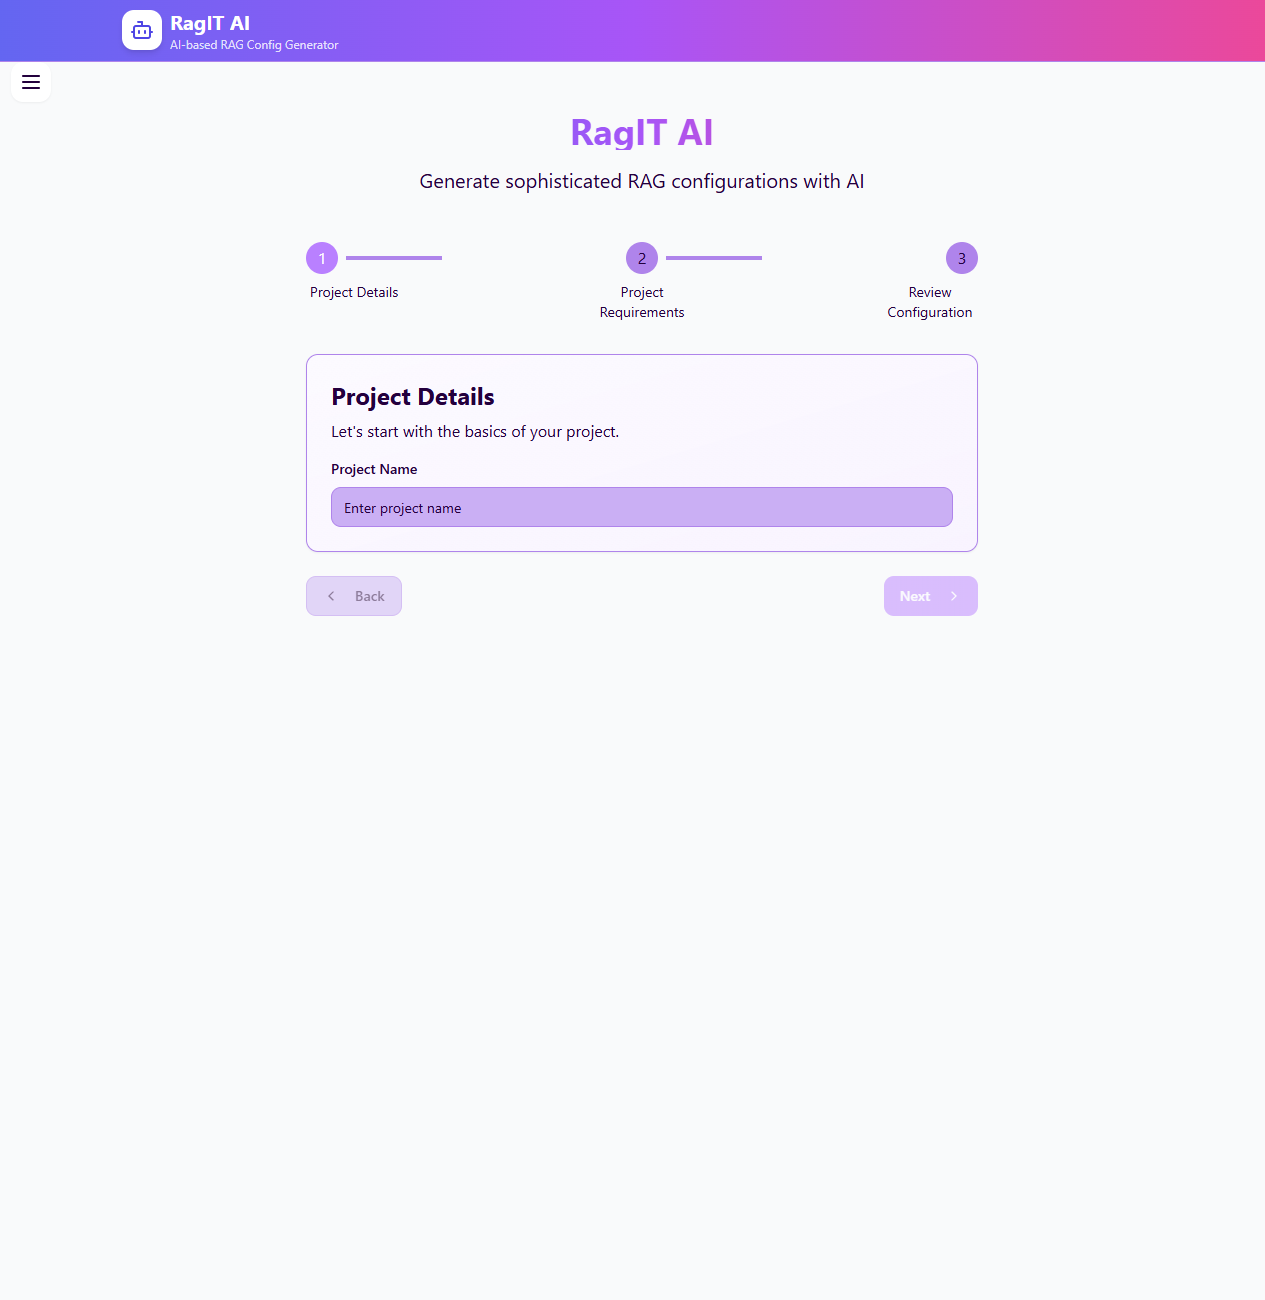 RagIT AI
AI-based RAG Config Generator
RagIT AI
Generate sophisticated RAG configurations with AI
1
2
3
Project Details
Project
Requirements
Review
Configuration
Project Details
Let's start with the basics of your project.
Project Name
Enter project name
Back
Next